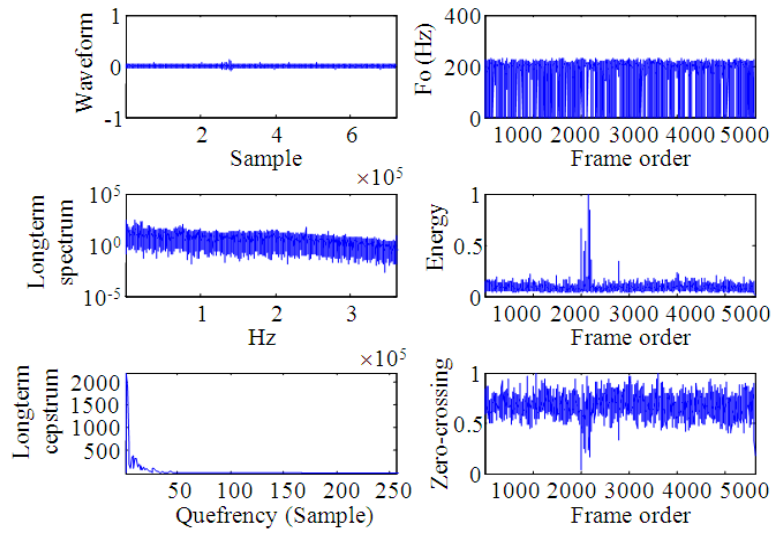 Waveform
1
0
-1
2
4
6
Sample
×10^5
Fo (Hz)
400
200
0
1000 2000 3000 4000 5000
Frame order
Longterm spectrum
10^5
10^0
10^-5
1
2
3
Hz
×10^5
Energy
1
0.5
0
1000 2000 3000 4000 5000
Frame order
Longterm cepstrum
2000
1500
1000
500
50 100 150 200 250
Quefrency (Sample)
Zero-crossing
1
0.5
0
1000 2000 3000 4000 5000
Frame order